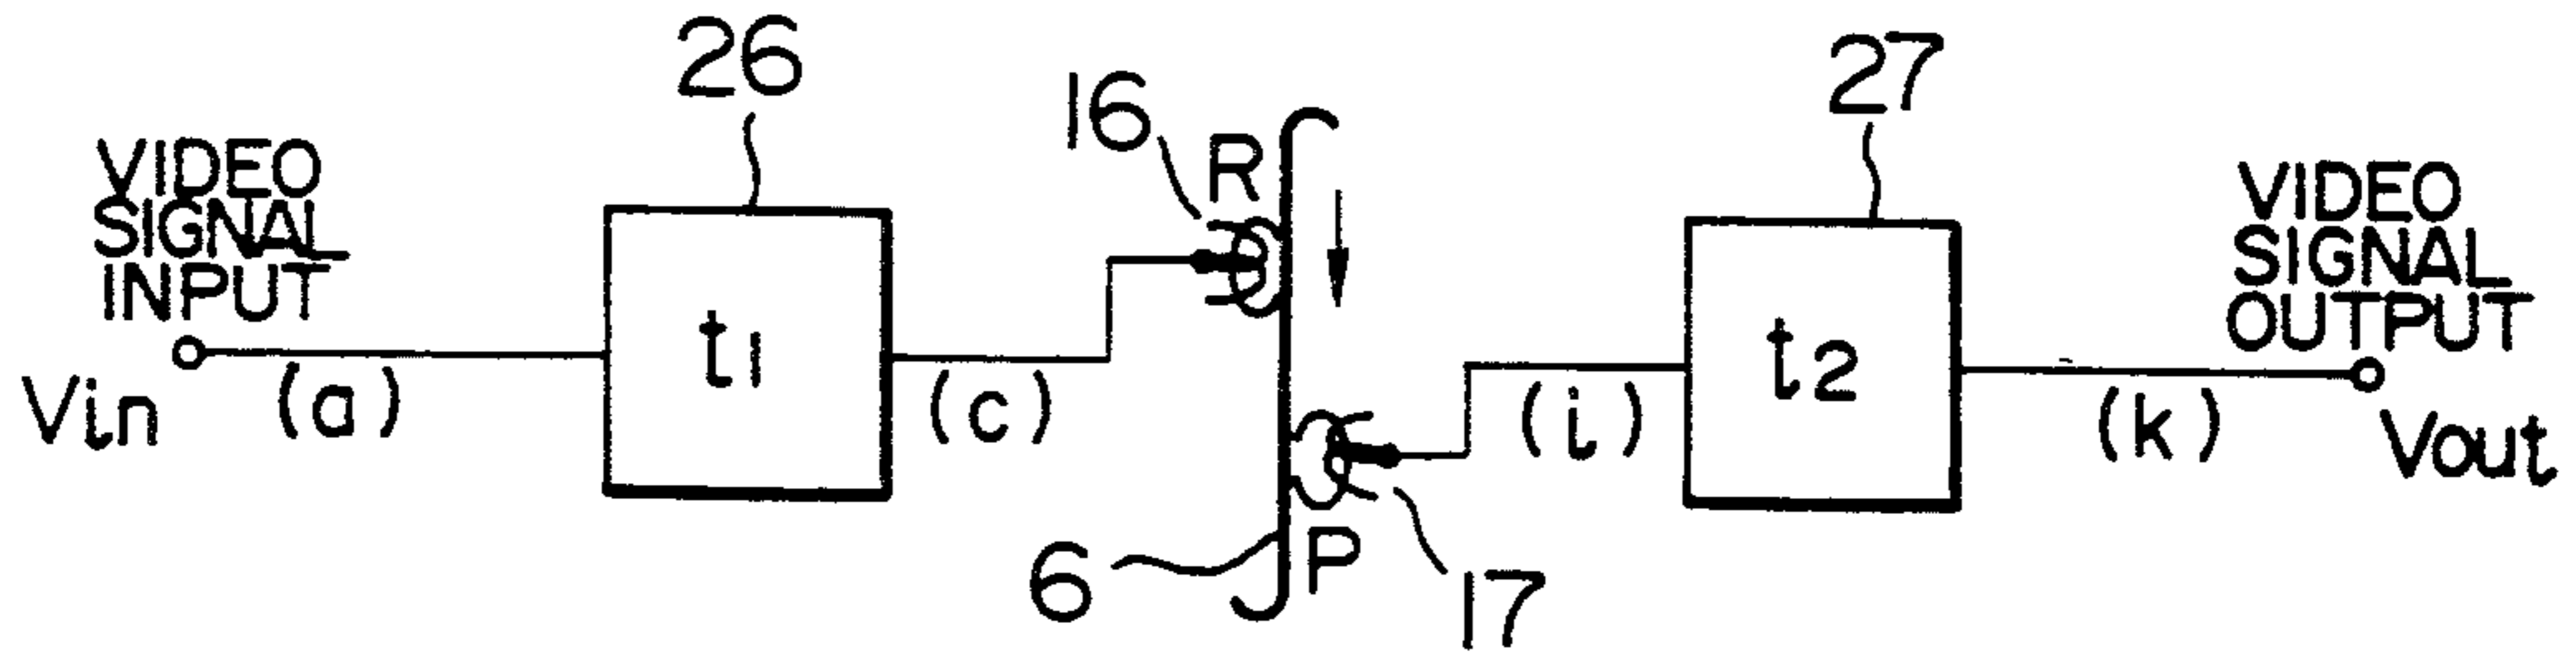 26
27
16
R
VIDEO
SIGNAL
INPUT
VIDEO
SIGNAL
OUTPUT
t1
t2
Vin
(a)
(c)
(i)
(k)
Vout
6
P
17